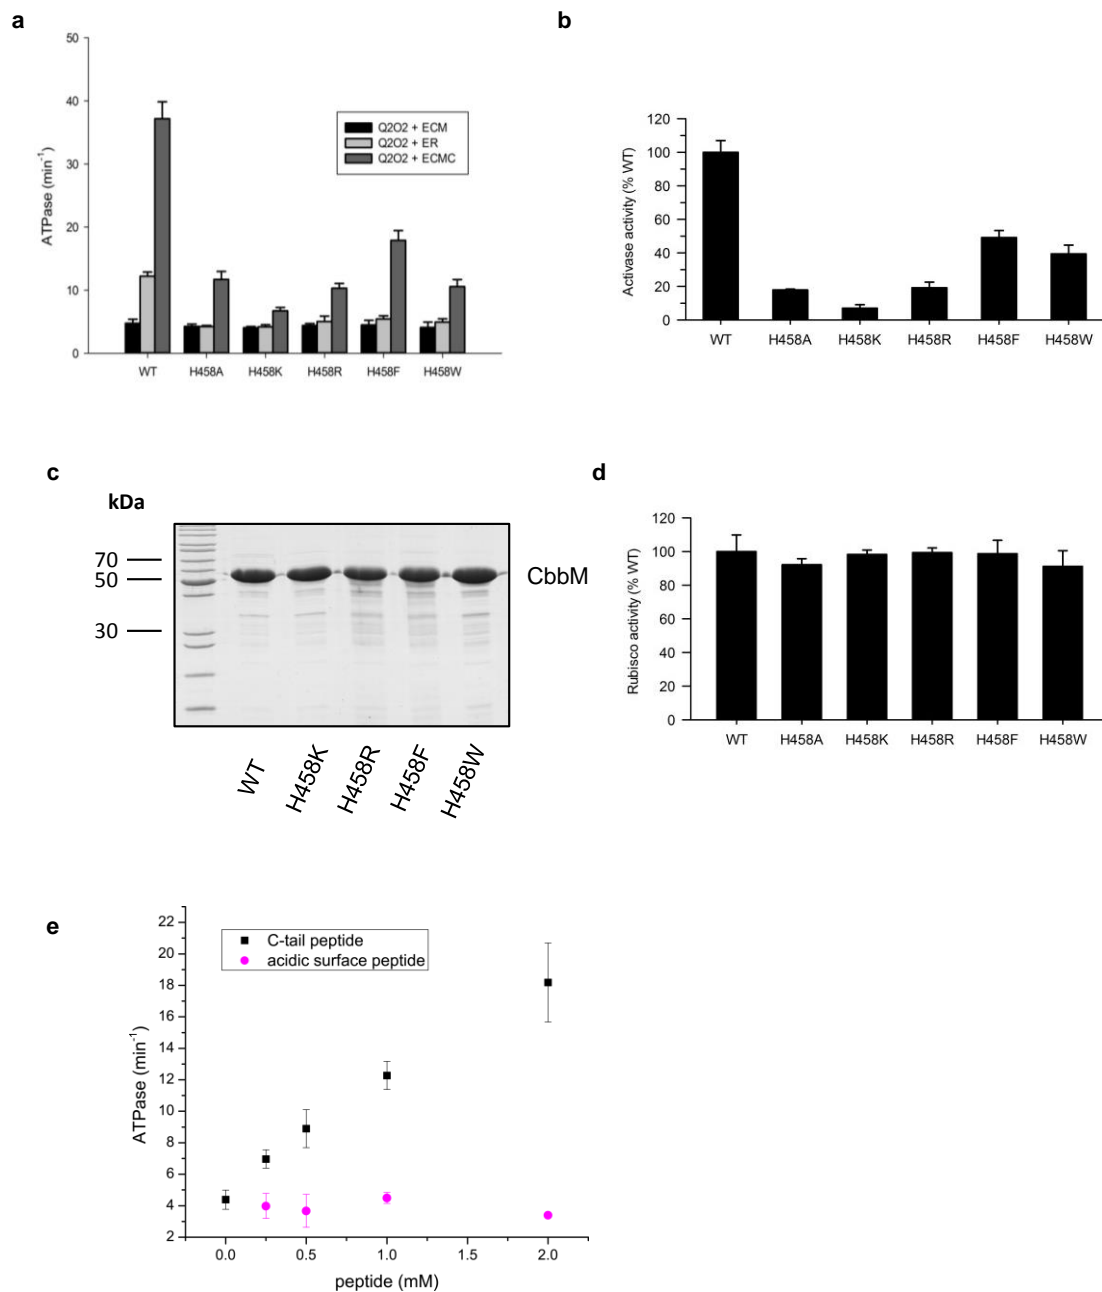 a
50
40
30
20
10
0
ATPase (min⁻¹)
Q2O2 + ECM
Q2O2 + ER
Q2O2 + ECMC
WT H458A H458K H458R H458F H458W
b
120
100
80
60
40
20
0
Activase activity (% WT)
WT H458A H458K H458R H458F H458W
c
kDa
70
50
30
CbbM
WT H458K H458R H458F H458W
d
120
100
80
60
40
20
0
Rubisco activity (% WT)
WT H458A H458K H458R H458F H458W
e
22
20
18
16
14
12
10
8
6
4
2
ATPase (min⁻¹)
C-tail peptide
acidic surface peptide
0.0 0.5 1.0 1.5 2.0
peptide (mM)